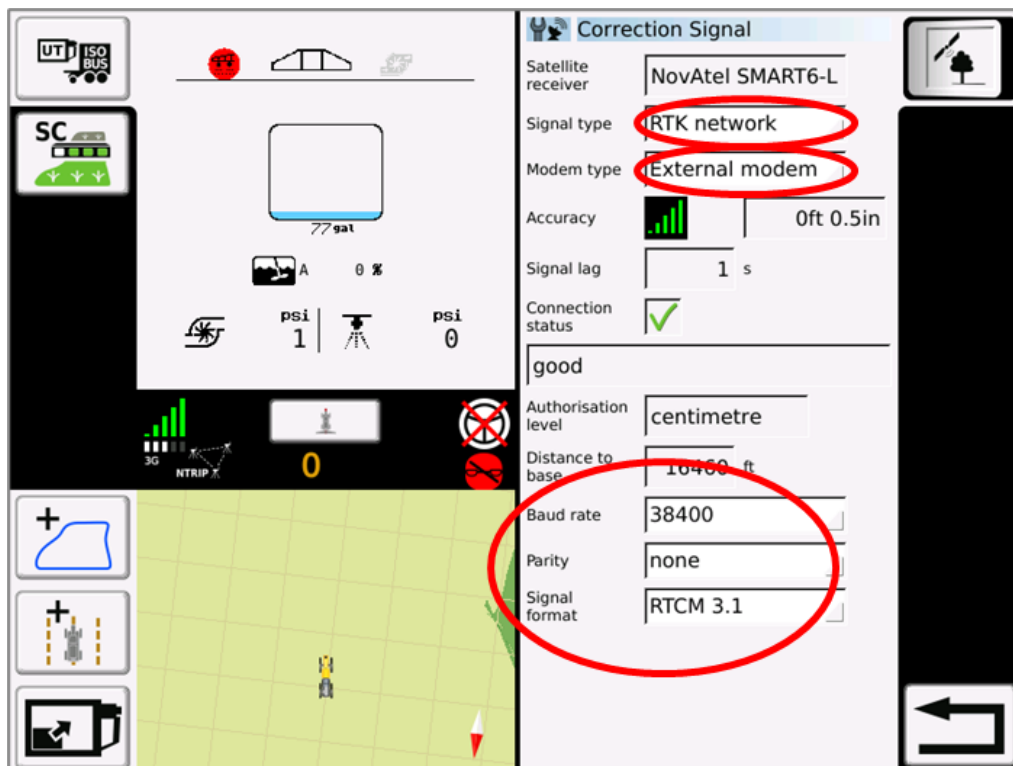 UT
ISO
BUS
SC
77 gal
A 0 %
psi
1
psi
0
3G
NTRIP
0
Correction Signal
Satellite
receiver
NovAtel SMART6-L
Signal type
RTK network
Modem type
External modem
Accuracy
0ft 0.5in
Signal lag
1 s
Connection
status
good
Authorisation
level
centimetre
Distance to
base
16460 ft
Baud rate
38400
Parity
none
Signal
format
RTCM 3.1